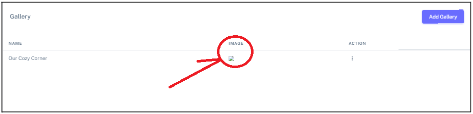 Gallery
Add Gallery
NAME IMAGE ACTION
Our Cozy Corner